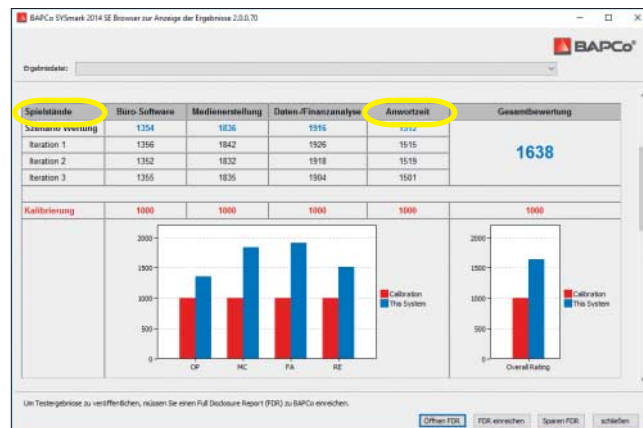 BAPCo SYSmark 2014 SE Browser zur Anzeige der Ergebnisse 2.0.0.70
BAPCo®
Ergebnisdatei:
Spielstände Büro-Software Medienerstellung Daten-/Finanzanalyse Anwortzeit Gesamtbewertung
Szenario Wertung 1354 1836 1916 1512 1638
Iteration 1 1356 1842 1926 1515
Iteration 2 1352 1832 1918 1519
Iteration 3 1355 1835 1904 1501
Kalibrierung 1000 1000 1000 1000 1000
2000
1500
1000
500
0
OP MC FA RE
Calibration
This System
2000
1500
1000
500
0
Overall Rating
Calibration
This System
Um Testergebnisse zu veröffentlichen, müssen Sie einen Full Disclosure Report (FDR) zu BAPCo einreichen.
Öffnen FDR FDR einreichen Sparen FDR schließen